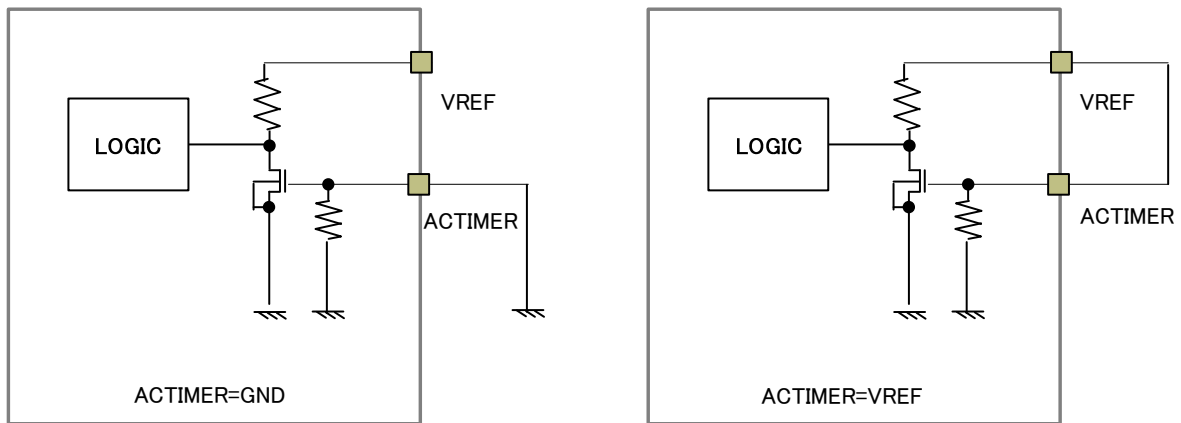 VREF
LOGIC
ACTIMER
ACTIMER=GND
VREF
LOGIC
ACTIMER
ACTIMER=VREF